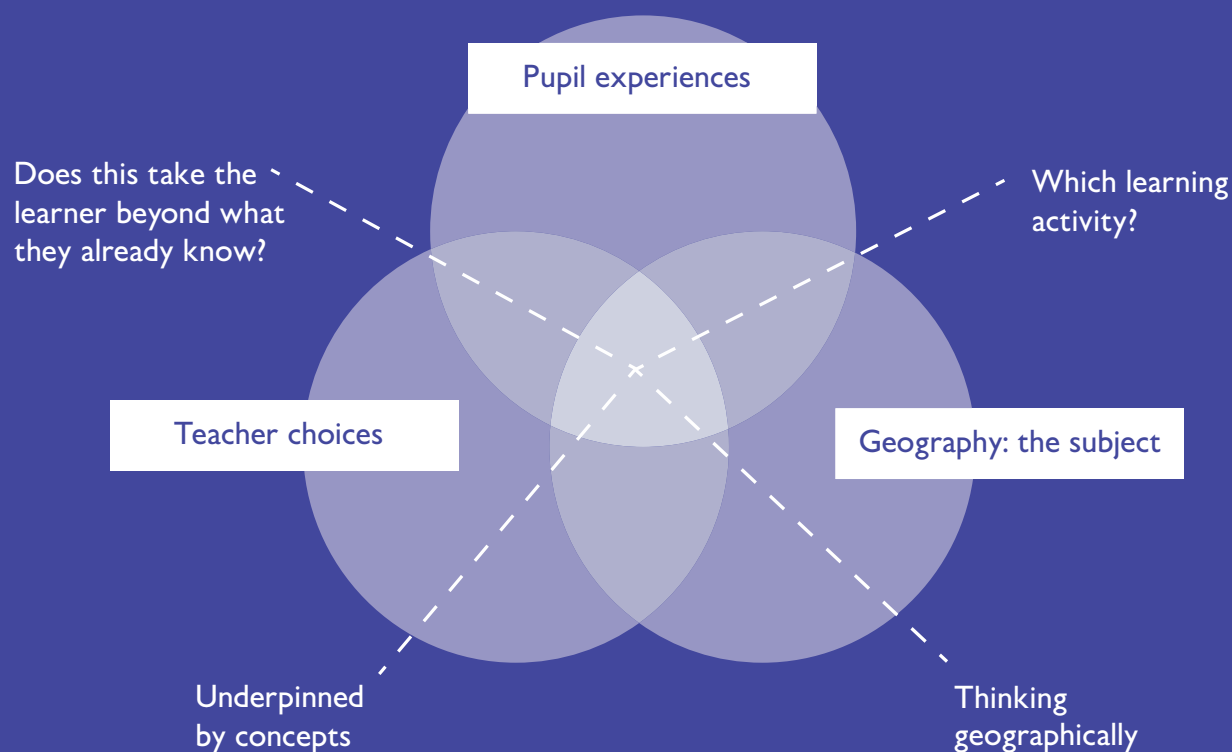 Pupil experiences
Does this take the
learner beyond what
they already know?
Which learning
activity?
Teacher choices
Geography: the subject
Underpinned
by concepts
Thinking
geographically